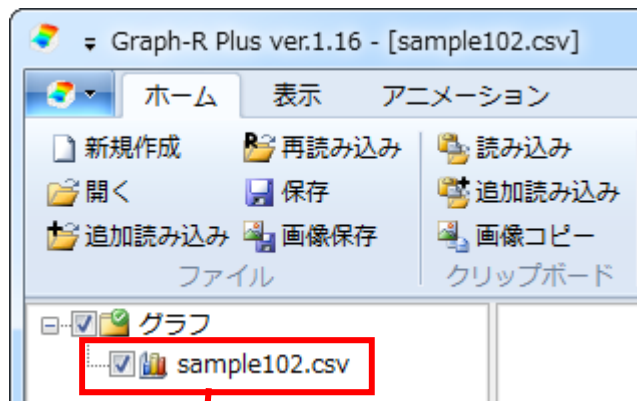 Graph-R Plus ver.1.16 - [sample102.csv]
ホーム 表示 アニメーション
新規作成 再読み込み 読み込み
開く 保存 追加読み込み
追加読み込み 画像保存 画像コピー
ファイル クリップボード
グラフ
sample102.csv